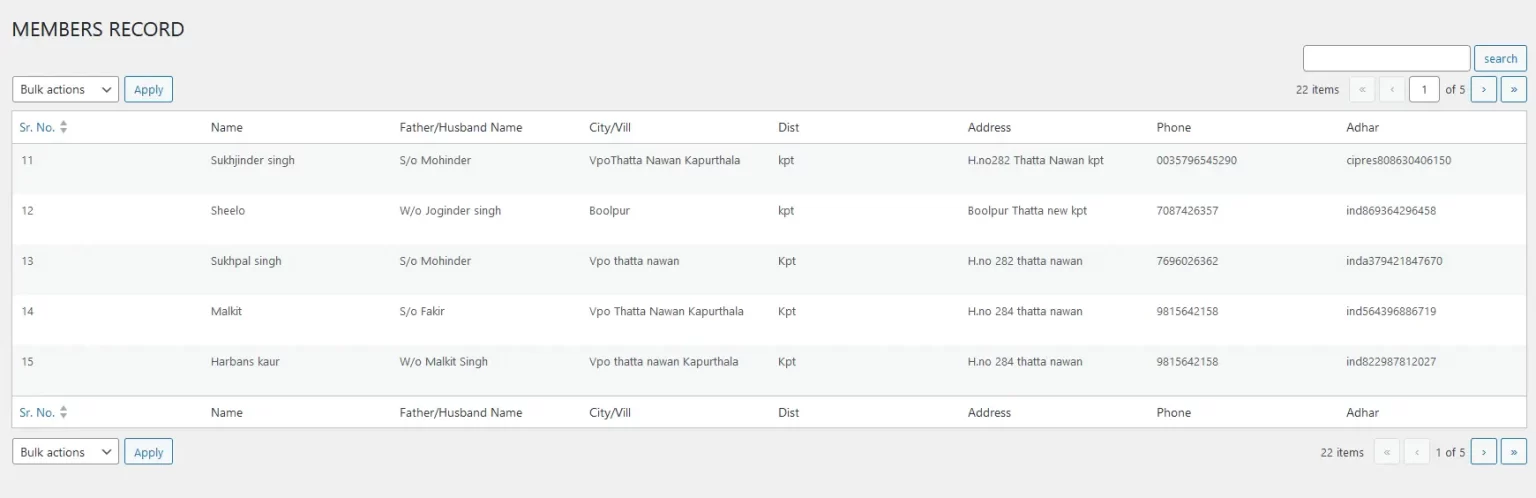 MEMBERS RECORD
search
Bulk actions Apply 22 items « ‹ 1 of 5 › »
Sr. No. Name Father/Husband Name City/Vill Dist Address Phone Adhar
11 Sukhjinder singh S/o Mohinder VpoThatta Nawan Kapurthala kpt H.no282 Thatta Nawan kpt 0035796545290 cipres808630406150
12 Sheelo W/o Joginder singh Boolpur kpt Boolpur Thatta new kpt 7087426357 ind869364296458
13 Sukhpal singh S/o Mohinder Vpo thatta nawan Kpt H.no 282 thatta nawan 7696026362 inda379421847670
14 Malkit S/o Fakir Vpo Thatta Nawan Kapurthala Kpt H.no 284 thatta nawan 9815642158 ind564396886719
15 Harbans kaur W/o Malkit Singh Vpo thatta nawan Kapurthala Kpt H.no 284 thatta nawan 9815642158 ind822987812027
Sr. No. Name Father/Husband Name City/Vill Dist Address Phone Adhar
Bulk actions Apply 22 items « ‹ 1 of 5 › »